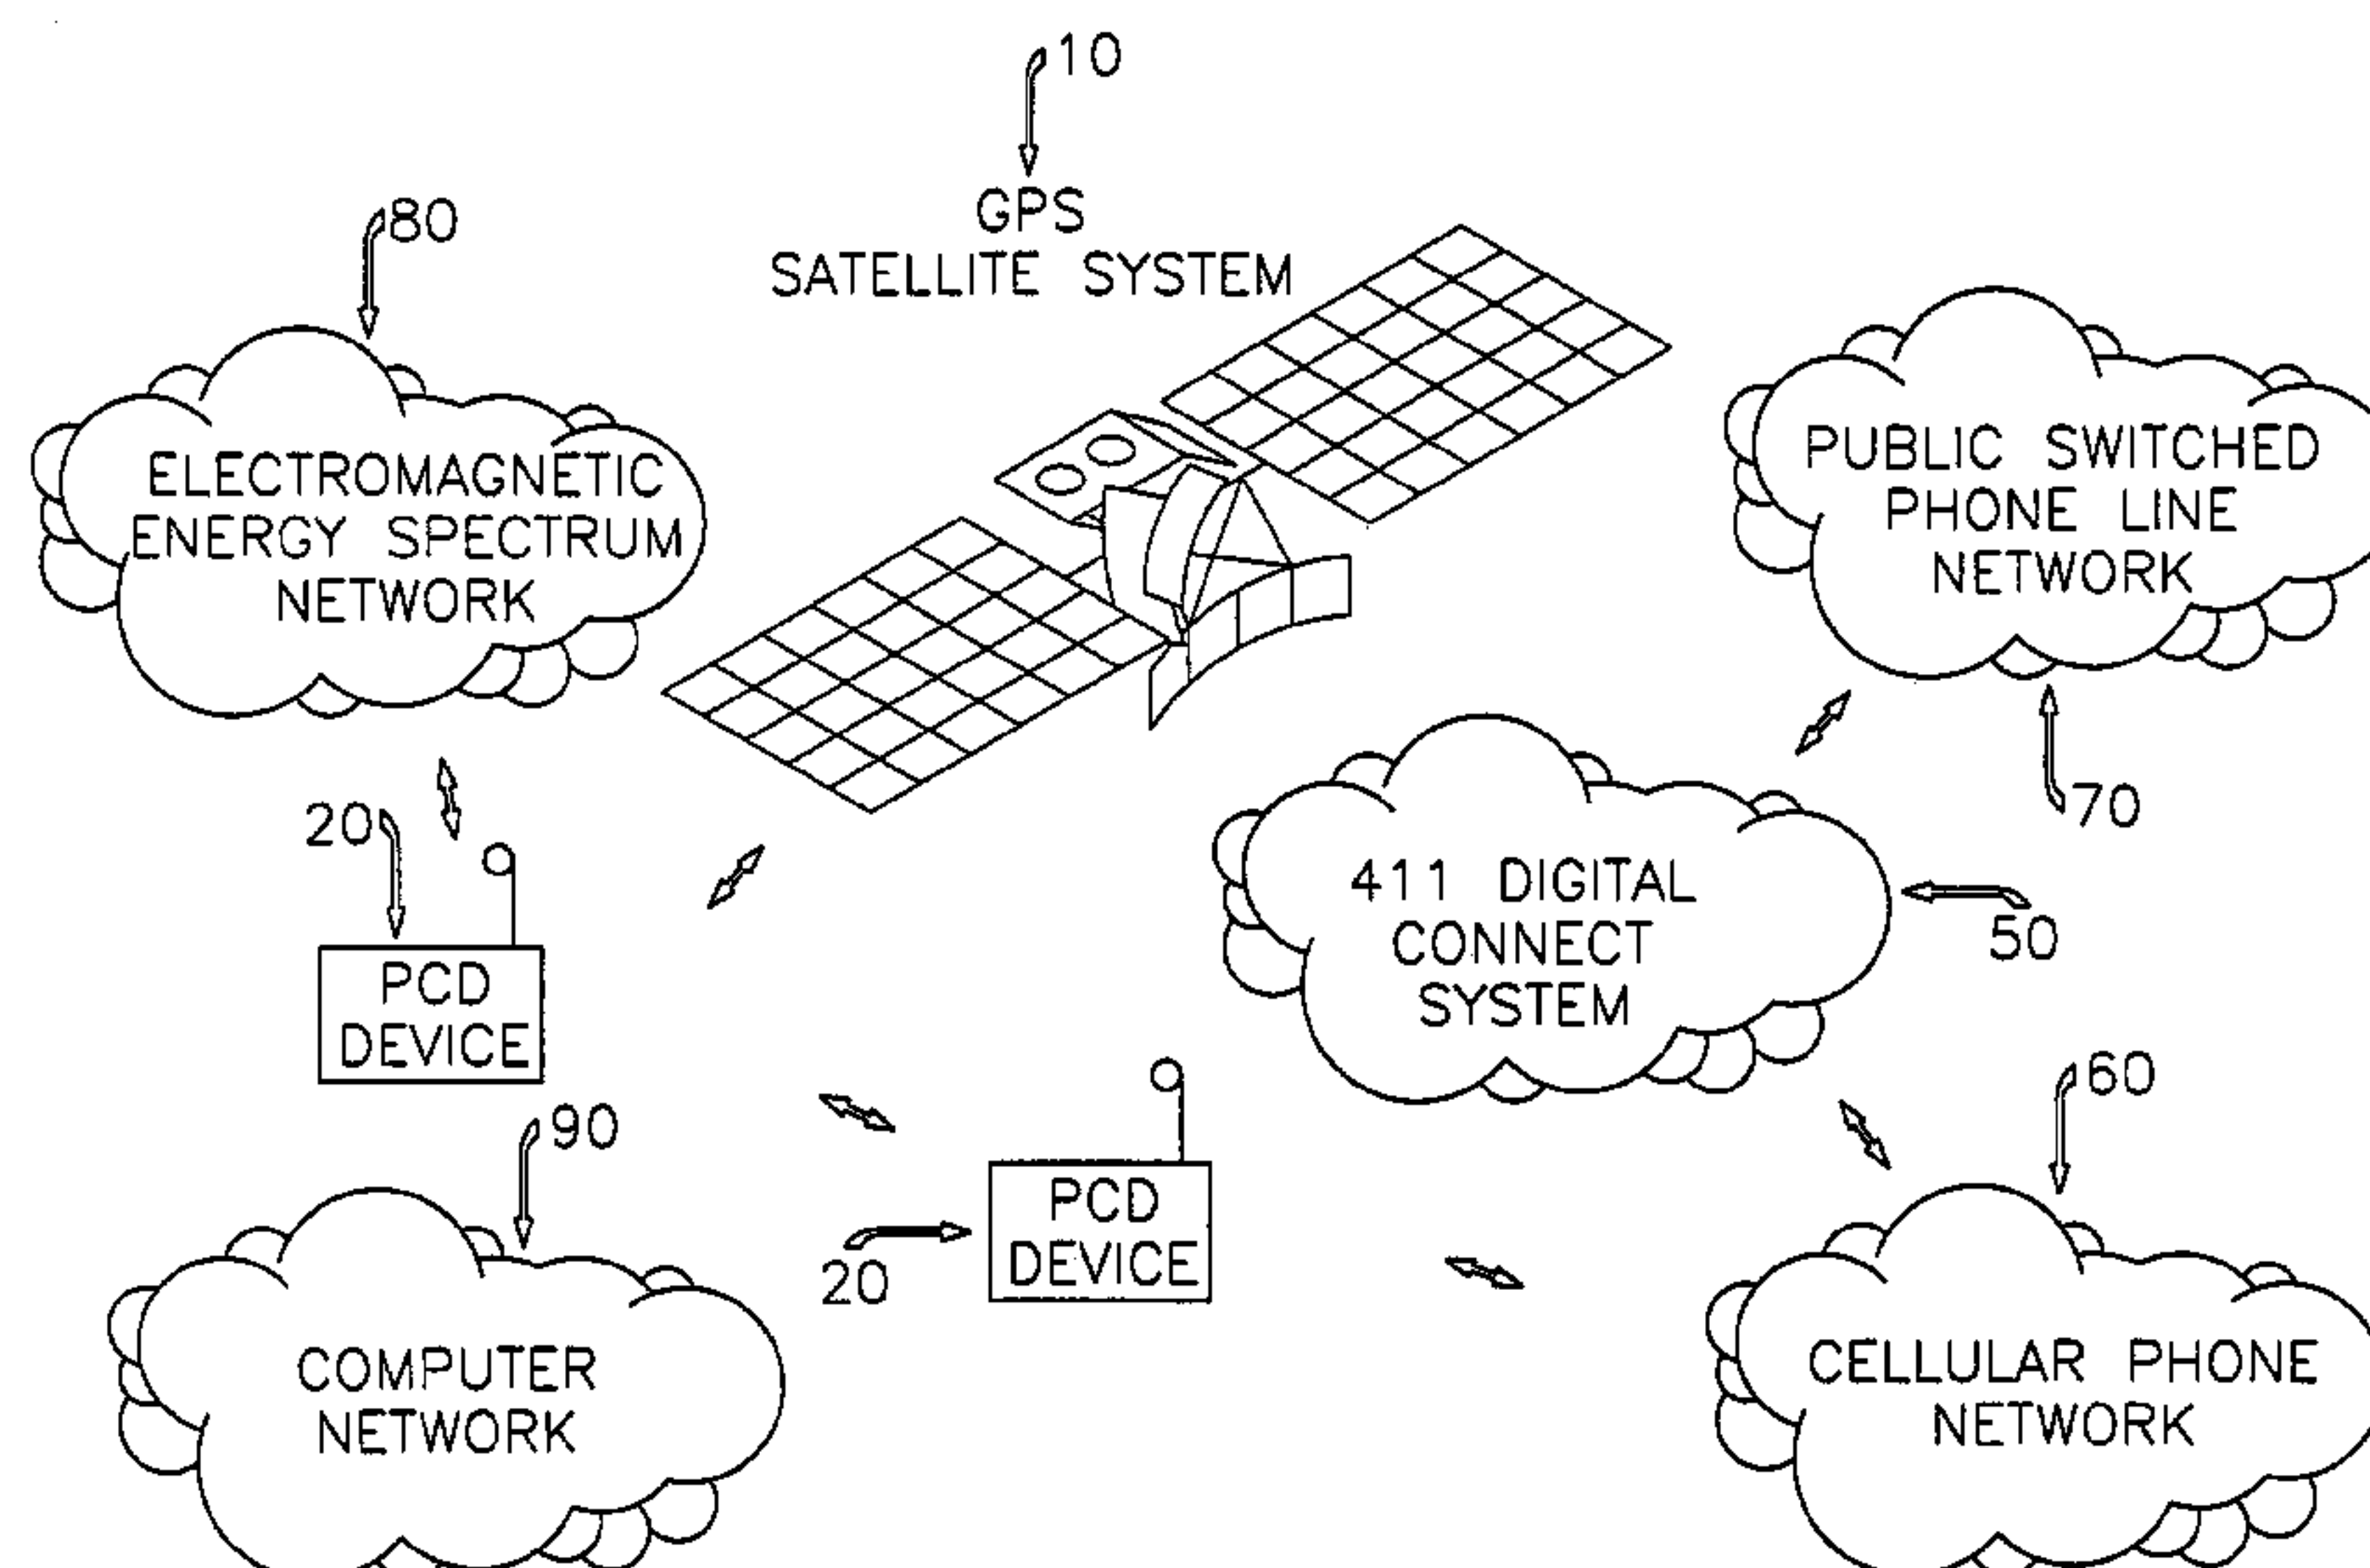 10
GPS
SATELLITE SYSTEM
80
ELECTROMAGNETIC
ENERGY SPECTRUM
NETWORK
PUBLIC SWITCHED
PHONE LINE
NETWORK
70
20
PCD
DEVICE
411 DIGITAL
CONNECT
SYSTEM
50
60
90
20
PCD
DEVICE
COMPUTER
NETWORK
CELLULAR PHONE
NETWORK